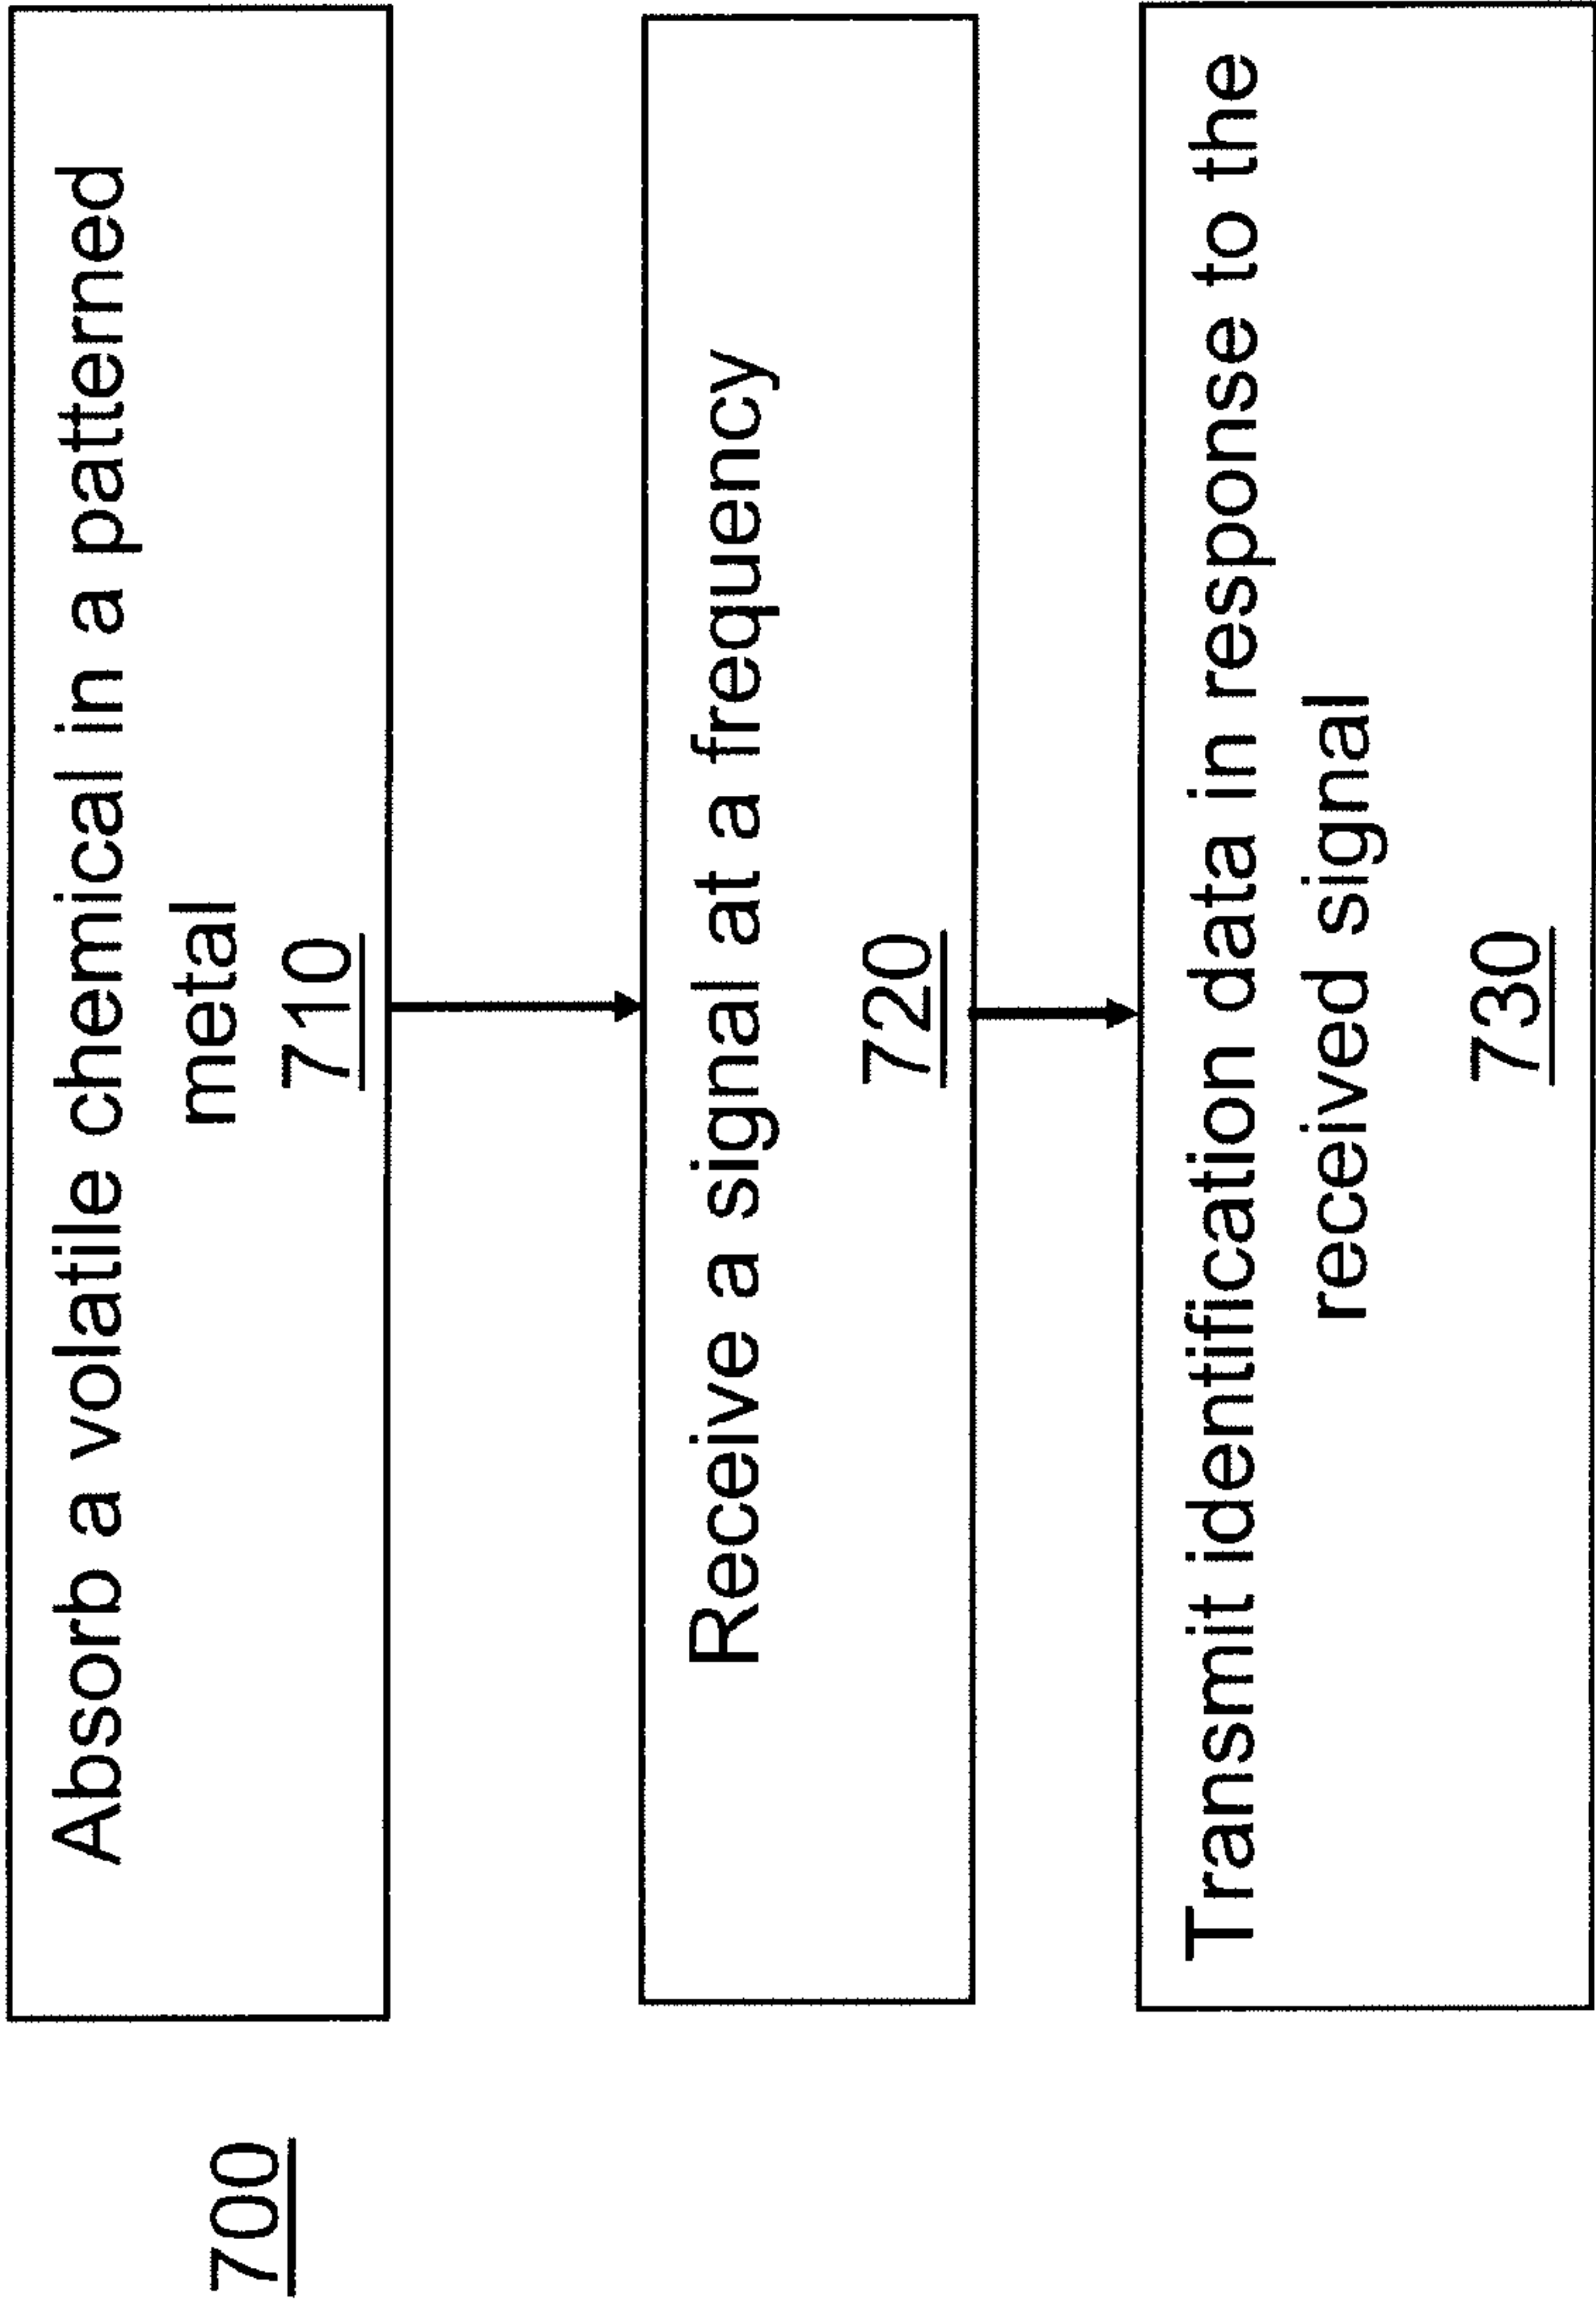 700
Absorb a volatile chemical in a patterned
metal
710
Receive a signal at a frequency
720
Transmit identification data in response to the
received signal
730